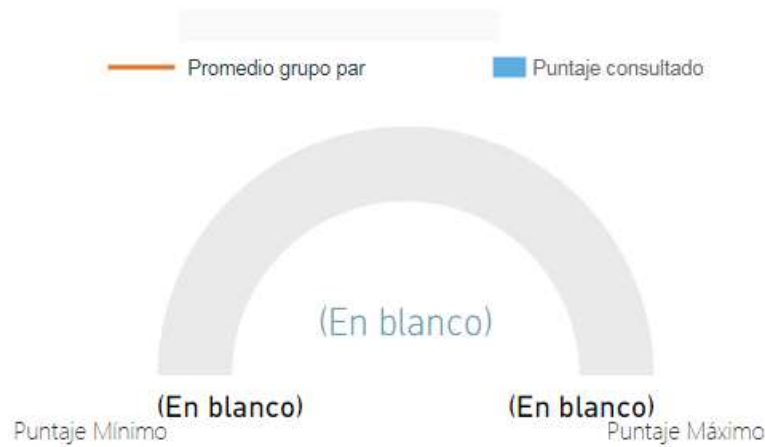 Promedio grupo par
Puntaje consultado
(En blanco)
(En blanco)
(En blanco)
Puntaje Mínimo
Puntaje Máximo